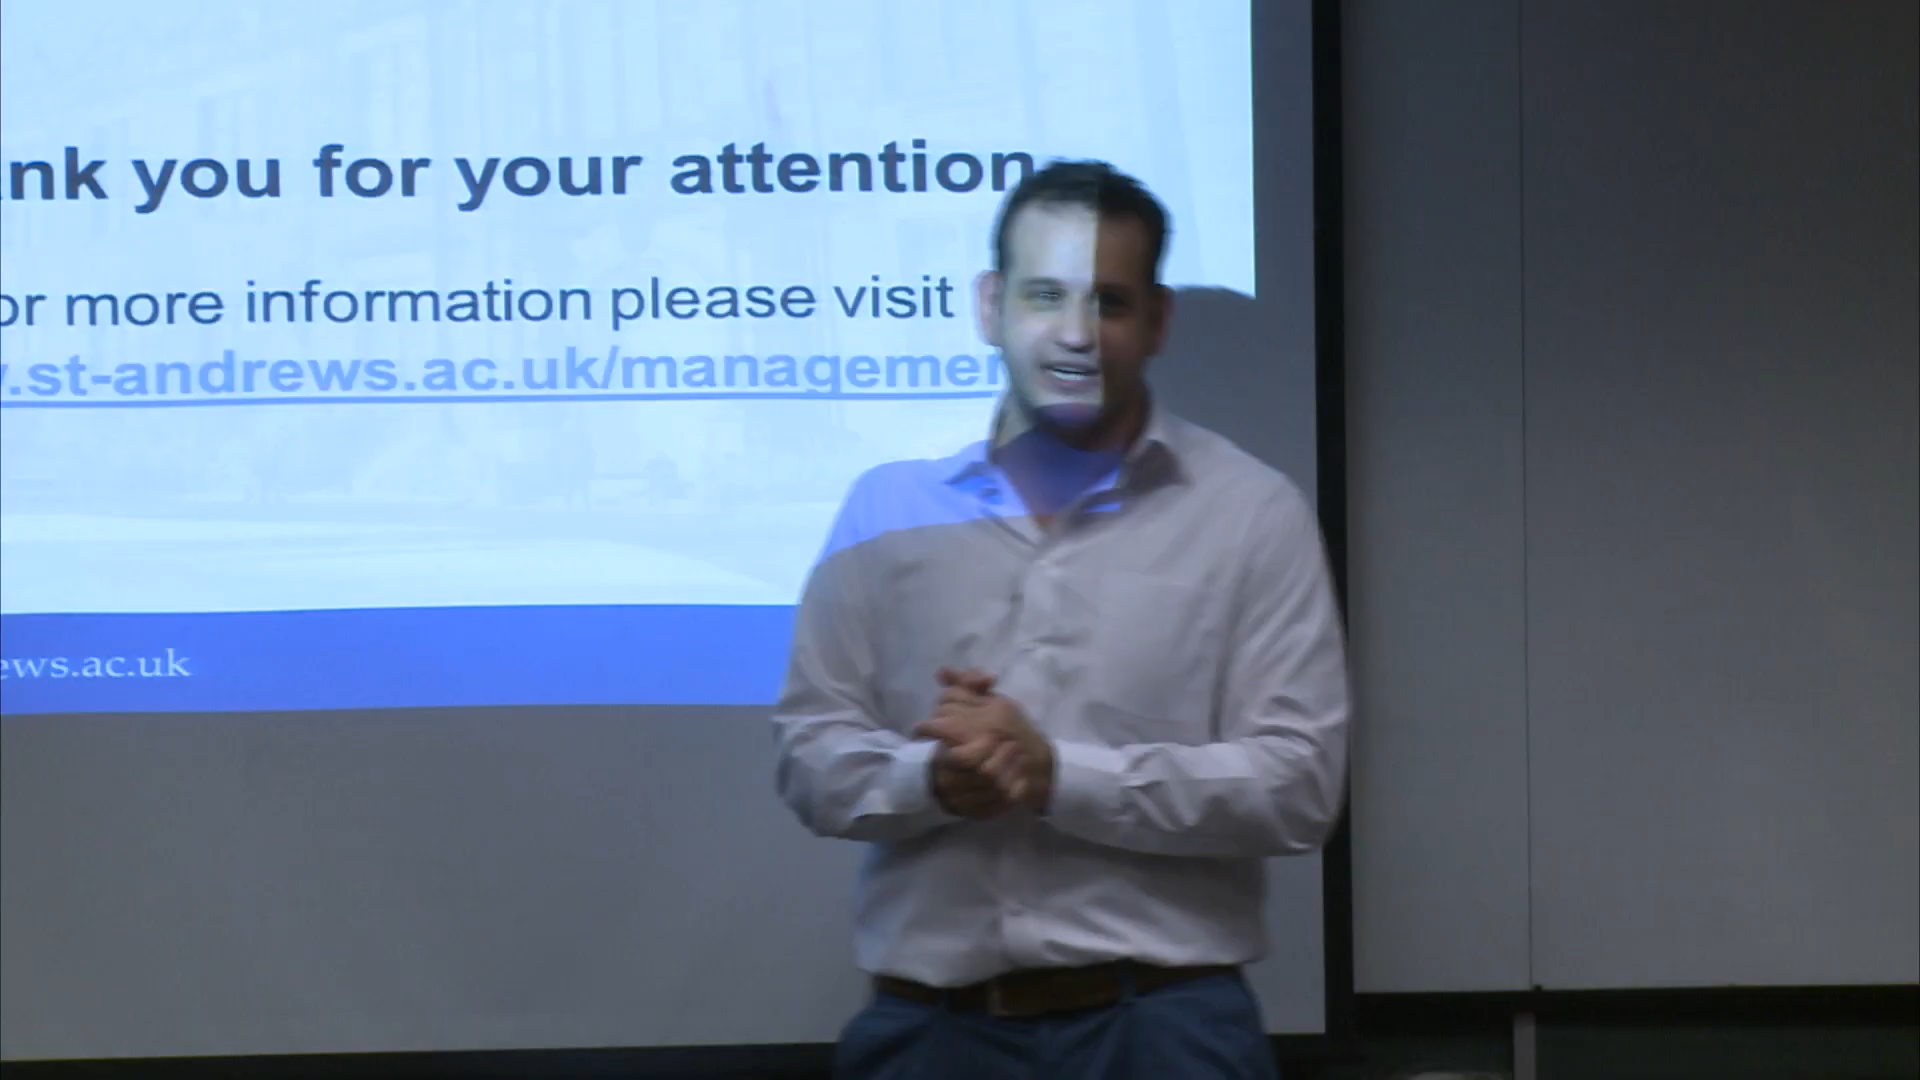 nk you for your attention
or more information please visit
.st-andrews.ac.uk/managemen
ews.ac.uk